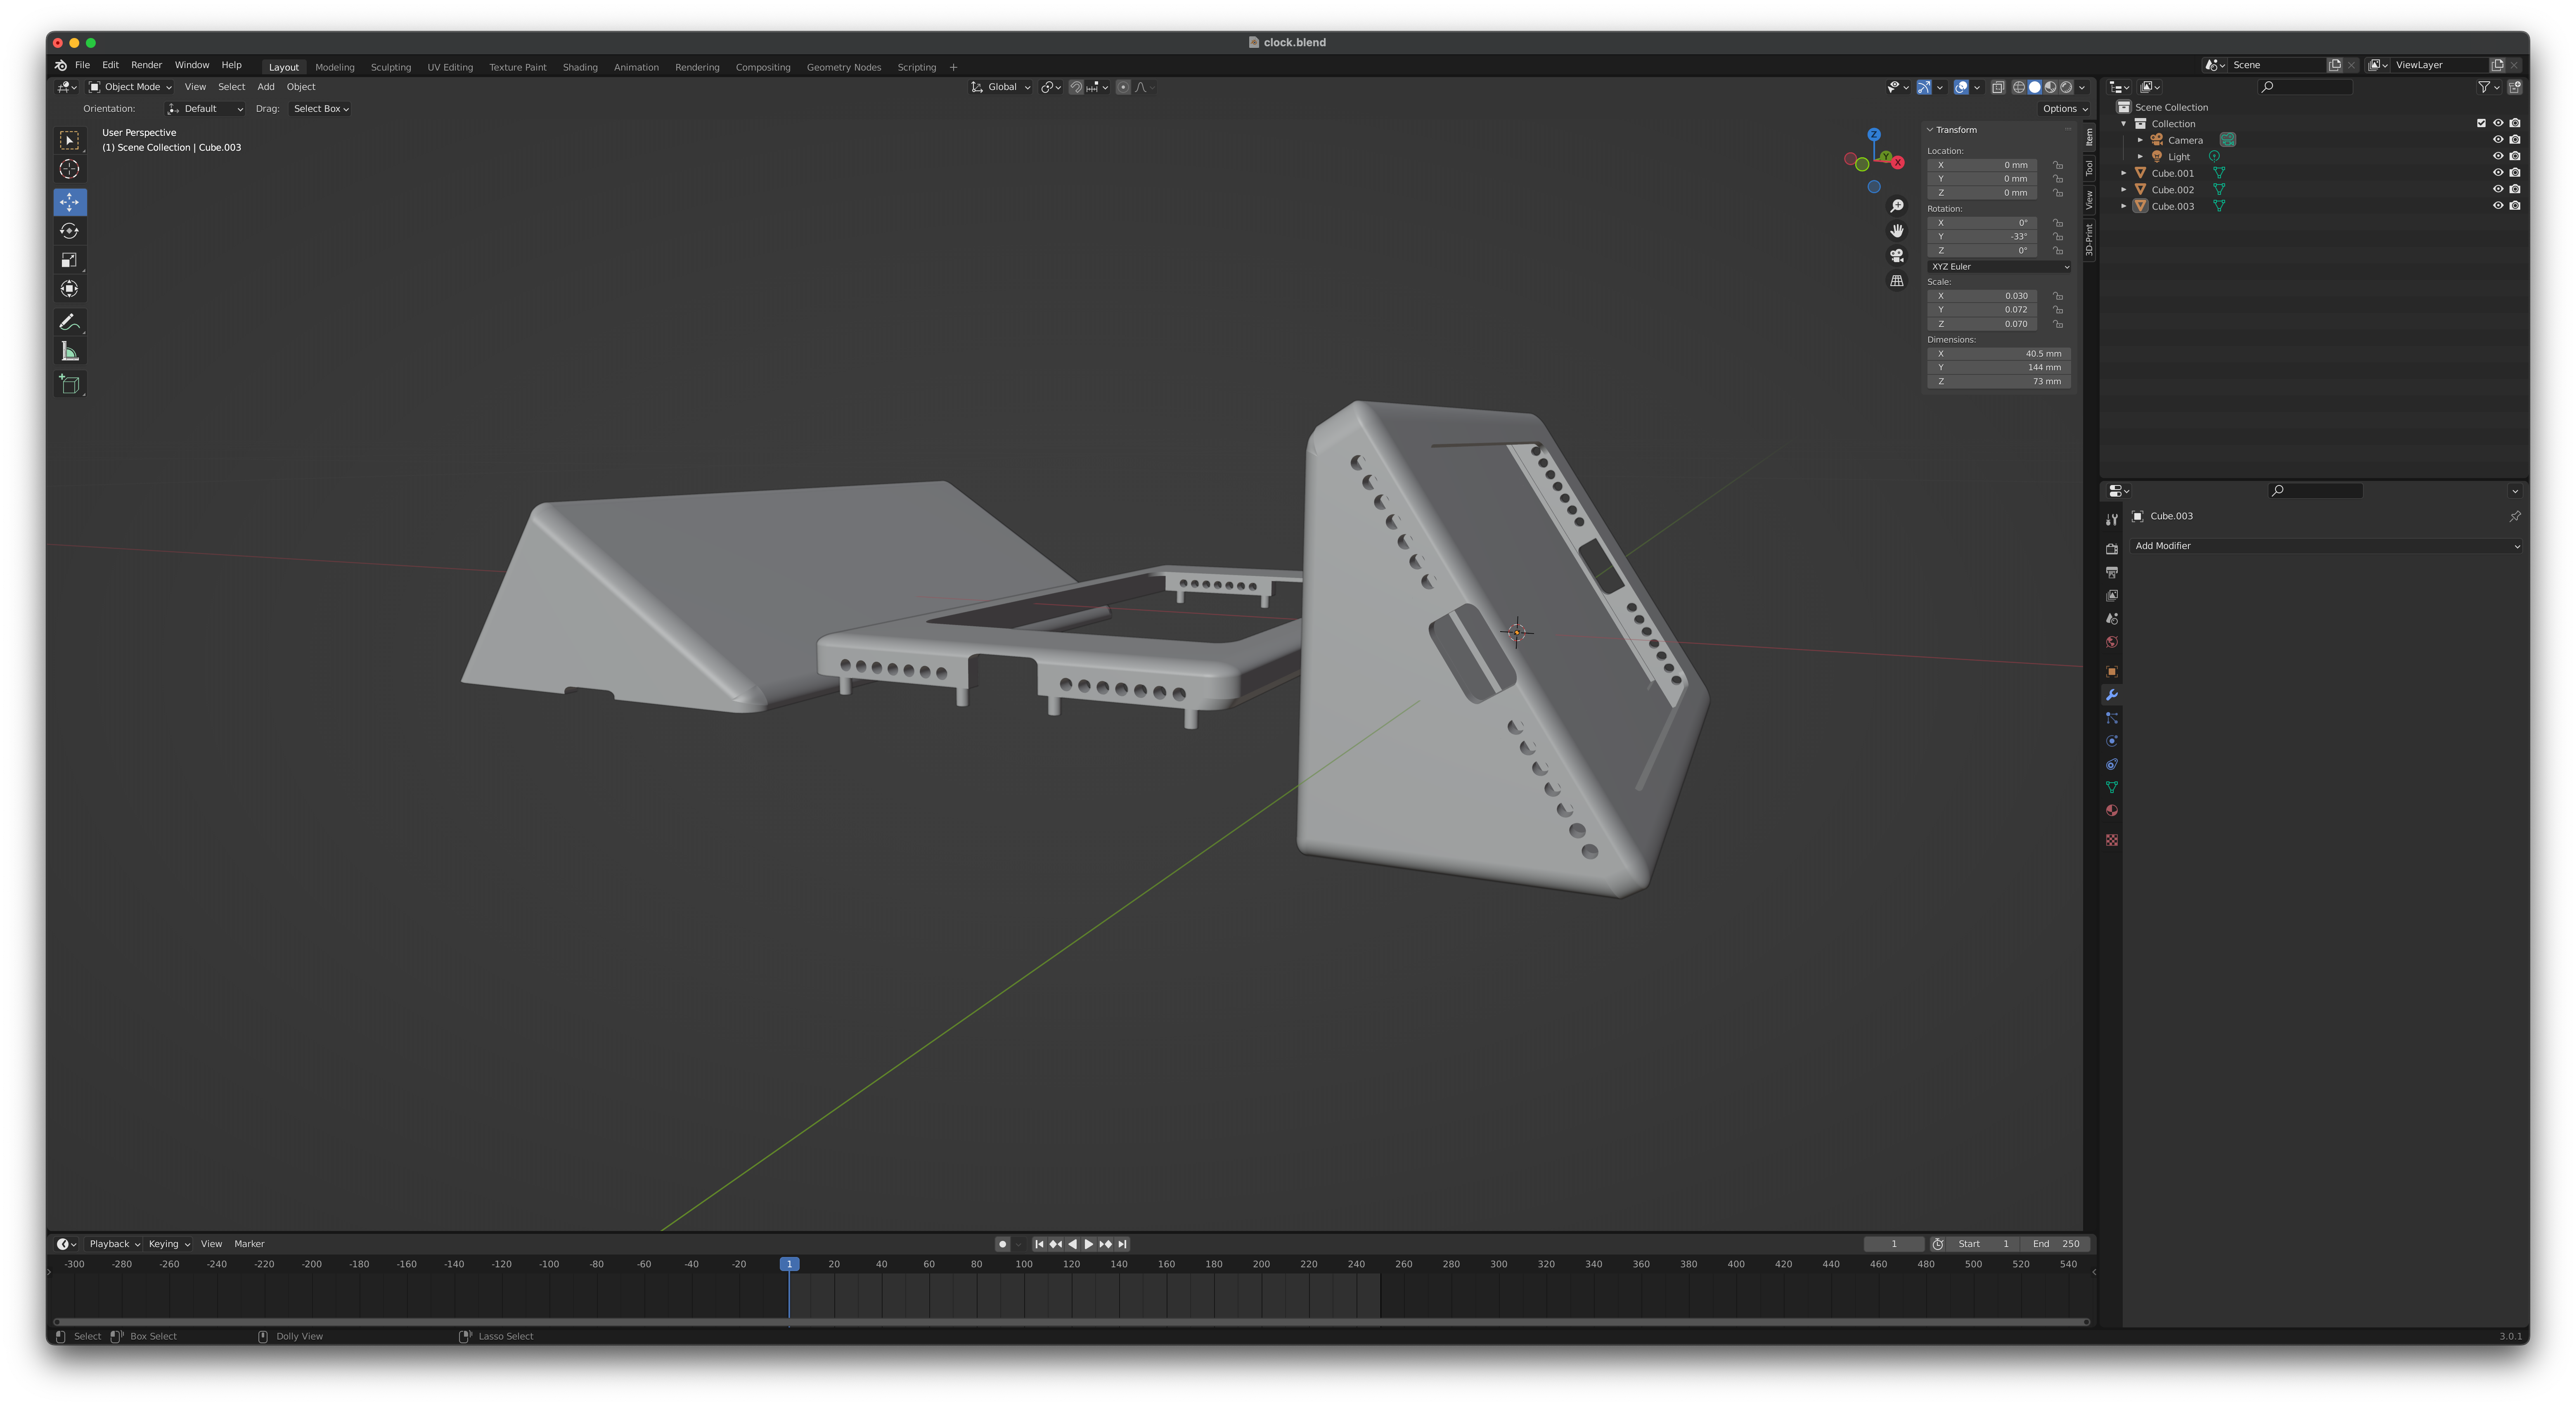 clock.blend
File Edit Render Window Help Layout Modeling Sculpting UV Editing Texture Paint Shading Animation Rendering Compositing Geometry Nodes Scripting + Scene ViewLayer
Object Mode View Select Add Object Global
Orientation: Default Drag: Select Box Options
User Perspective
(1) Scene Collection | Cube.003
Z
Y
X
Transform
Location:
X 0 mm
Y 0 mm
Z 0 mm
Rotation:
X 0°
Y -33°
Z 0°
XYZ Euler
Scale:
X 0.030
Y 0.072
Z 0.070
Dimensions:
X 40.5 mm
Y 144 mm
Z 73 mm
Item
Tool
View
3D-Print
Scene Collection
Collection
Camera
Light
Cube.001
Cube.002
Cube.003
Cube.003
Add Modifier
Playback Keying View Marker 1 Start 1 End 250
-300 -280 -260 -240 -220 -200 -180 -160 -140 -120 -100 -80 -60 -40 -20 1 20 40 60 80 100 120 140 160 180 200 220 240 260 280 300 320 340 360 380 400 420 440 460 480 500 520 540
Select Box Select Dolly View Lasso Select 3.0.1